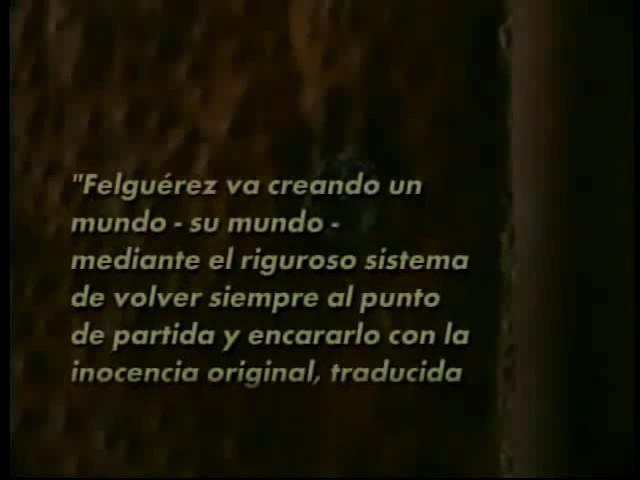 "Felguérez va creando un
mundo - su mundo -
mediante el riguroso sistema
de volver siempre al punto
de partida y encararlo con la
inocencia original, traducida